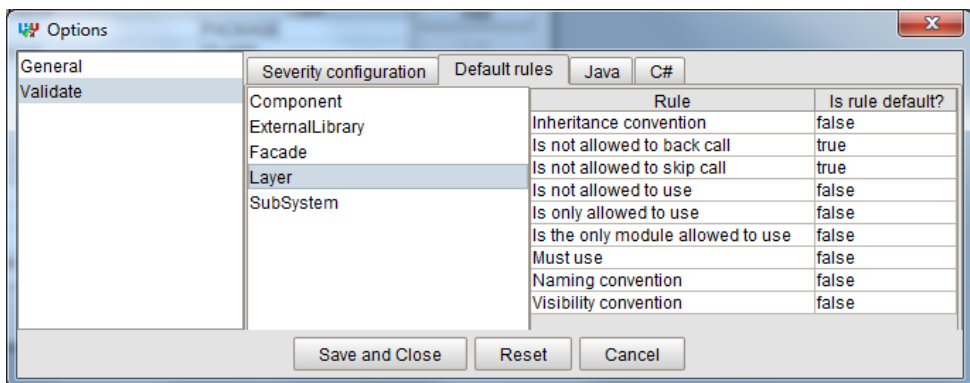 Options
General
Validate
Severity configuration Default rules Java C#
Component
ExternalLibrary
Facade
Layer
SubSystem
Rule Is rule default?
Inheritance convention false
Is not allowed to back call true
Is not allowed to skip call true
Is not allowed to use false
Is only allowed to use false
Is the only module allowed to use false
Must use false
Naming convention false
Visibility convention false
Save and Close Reset Cancel